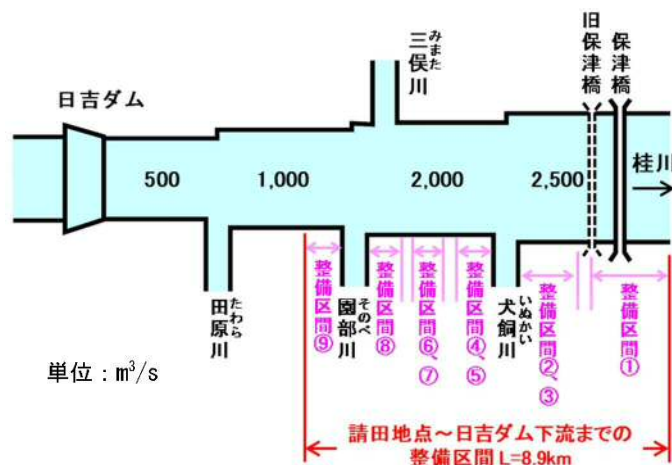 日吉ダム
みまた
三俣川
旧保津橋
保津橋
500
1,000
2,000
2,500
桂川
たわら
田原川
整備区間⑨
そのべ
園部川
整備区間⑧
整備区間⑥、⑦
整備区間④、⑤
いぬかい
犬飼川
整備区間②、③
整備区間①
単位：m³/s
請田地点～日吉ダム下流までの
整備区間 L=8.9km